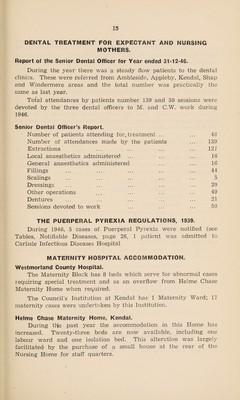 15
DENTAL TREATMENT FOR EXPECTANT AND NURSING
MOTHERS.
Report of the Senior Dental Officer for Year ended 31-12-46.
During the year there was a steady flow patients to the dental
clinics. These were referred from Ambleside, Appleby, Kendal, Shap
and Windermere areas and the total number was practically the
same as last year.
Total attendances by patients number 139 and 50 sessions were
devoted by the three dental officers to M. and C.W. work during
1946.
Senior Dental Officer's Report.
Number of patients attending for treatment ... ... 46
Number of attendances made by the patients ... 139
Extractions ... ... ... ... 127
Local anaesthetics administered ... ... ... 16
General anaesthetics administered ... ... ... 16
Fillings ... ... ... ... 44
Scalings ... ... ... ... 5
Dressings ... ... ... ... 29
Other operations ... ... ... ... 49
Dentures ... ... ... ... 21
Sessions devoted to work ... ... ... 50
THE PUERPERAL PYREXIA REGULATIONS, 1939.
During 1946, 5 cases of Puerperal Pyrexia were notified (see
Tables, Notifiable Diseases, page 26, 1 patient was admitted to
Carlisle Infectious Diseases Hospital
MATERNITY HOSPITAL ACCOMMODATION.
Westmorland County Hospital.
The Maternity Block has 8 beds which serve for abnormal cases
requiring special treatment and as an overflow from Helme Chase
Maternity Home when required.
The Council's Institution at Kendal has 1 Maternity Ward; 17
maternity cases were undertaken by this Institution.
Helme Chase Maternity Home, Kendal.
During the past year the accommodation in this Home has
increased. Twenty-three beds are now available, including one
labour ward and one isolation bed. This alterction was largely
facilitated by the purchase of a small house at the rear of the
Nursing Home for staff quarters.